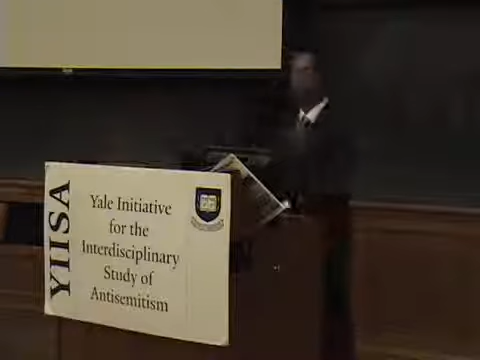 YIISA
Yale Initiative
for the
Interdisciplinary
Study of
Antisemitism